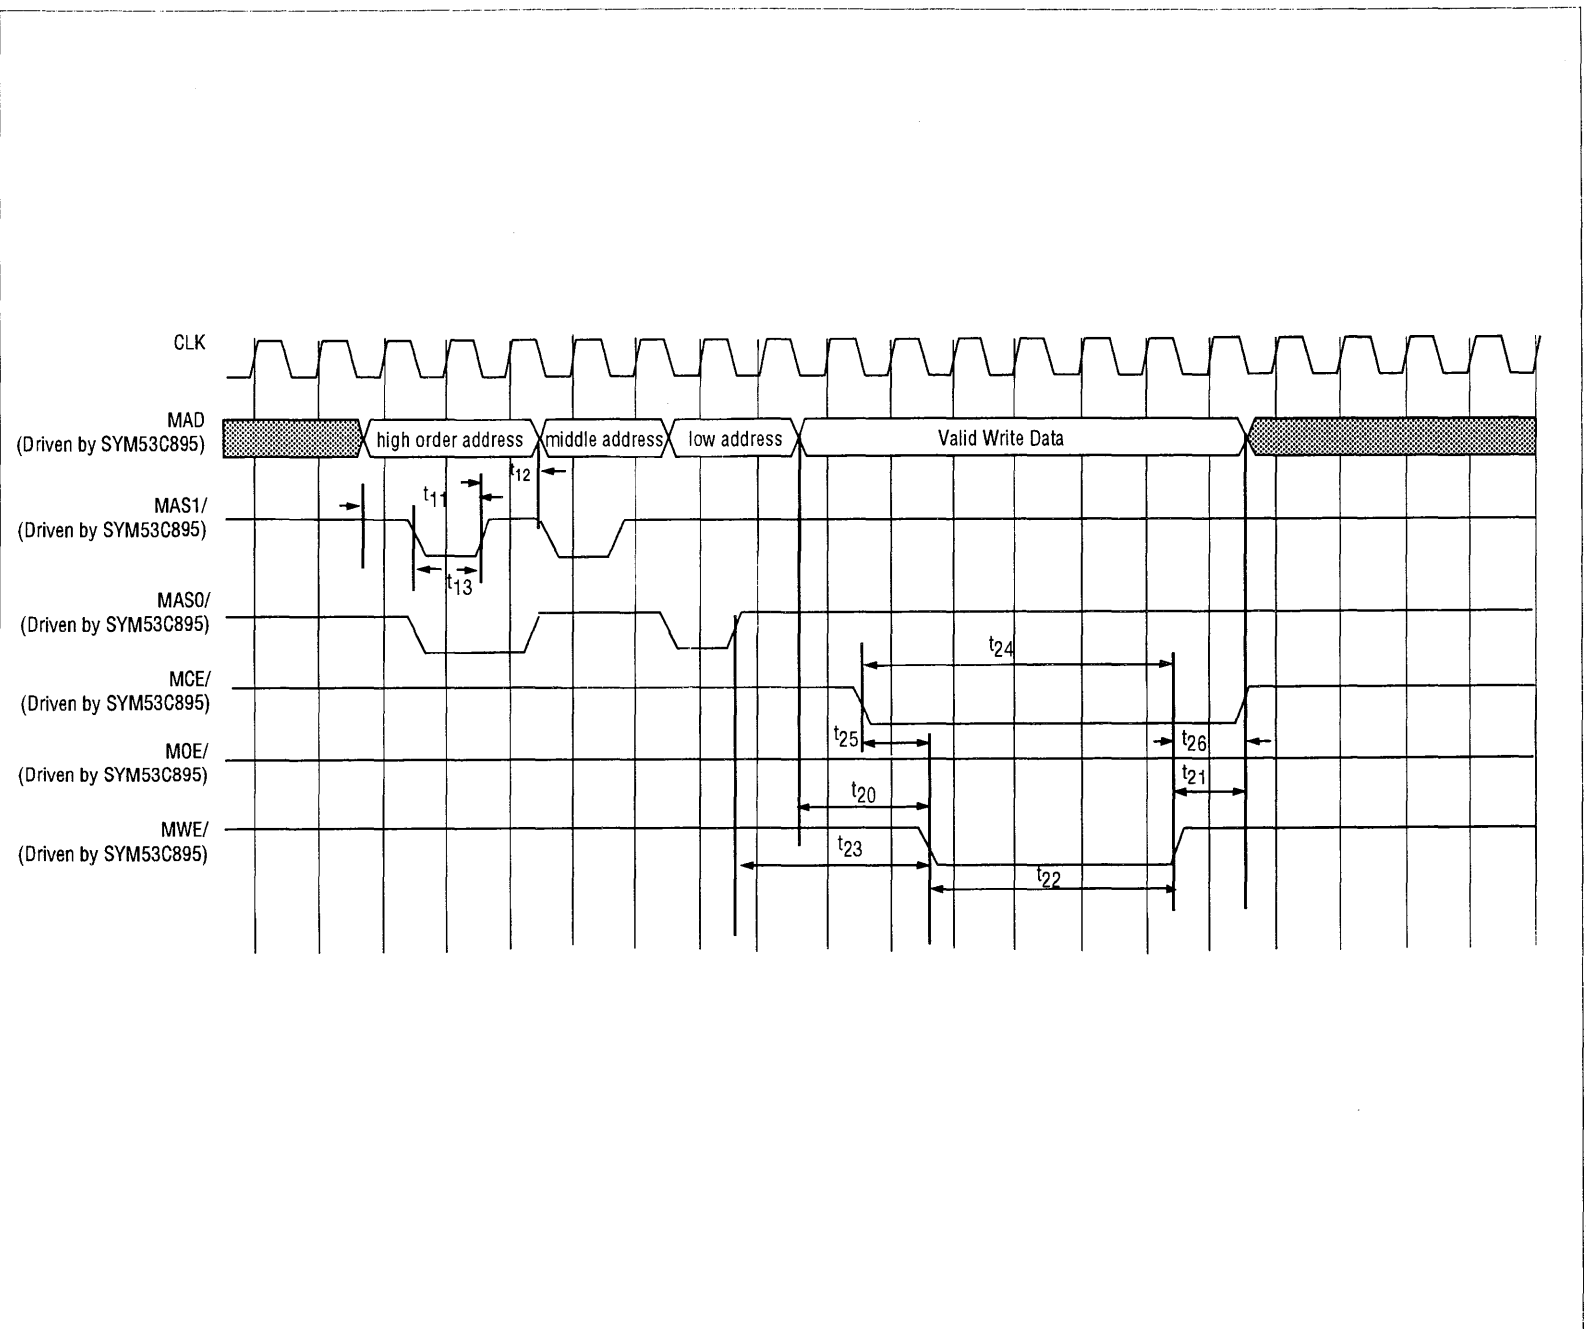 CLK
MAD
(Driven by SYM53C895)
high order address
middle address
low address
Valid Write Data
t12
t11
MAS1/
(Driven by SYM53C895)
t13
MAS0/
(Driven by SYM53C895)
t24
MCE/
(Driven by SYM53C895)
t25
t26
MOE/
(Driven by SYM53C895)
t21
t20
MWE/
(Driven by SYM53C895)
t23
t22